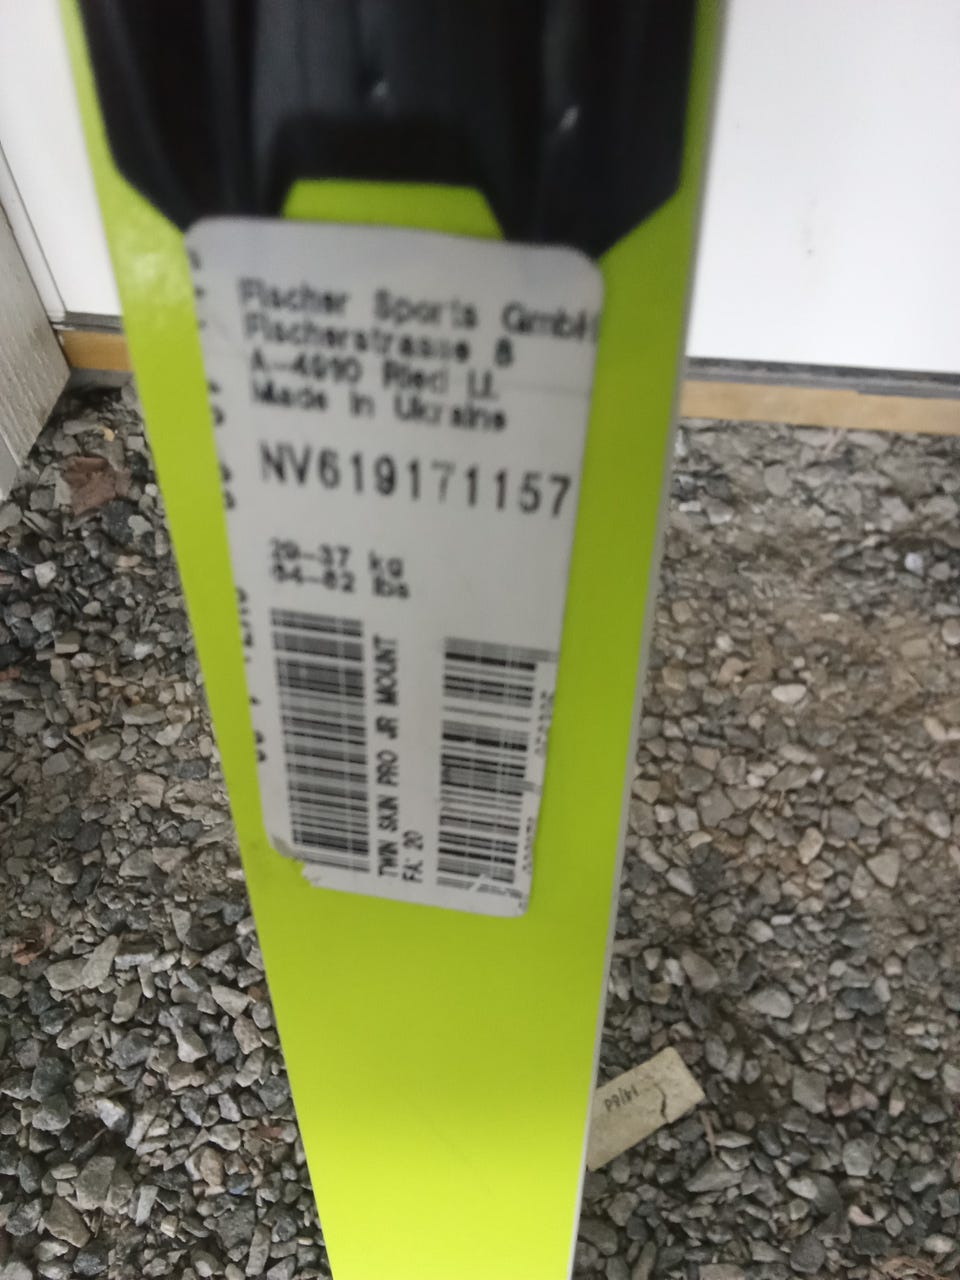 Fischer Sports GmbH
Fischerstrasse 8
A-4910 Ried i.I.
Made in Ukraine
NV619171157
29-37 kg
64-82 lbs
TWIN SKIN PRO JR MOUNT
FA: 20